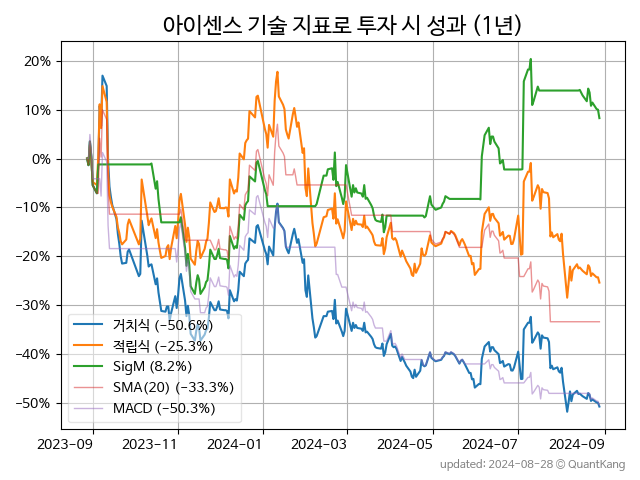 아이센스 기술 지표로 투자 시 성과 (1년)
20%
10%
0%
−10%
−20%
−30%
−40%
−50%
거치식 (−50.6%)
적립식 (−25.3%)
SigM (8.2%)
SMA(20) (−33.3%)
MACD (−50.3%)
2023-09
2023-11
2024-01
2024-03
2024-05
2024-07
2024-09
updated: 2024-08-28 © QuantKang